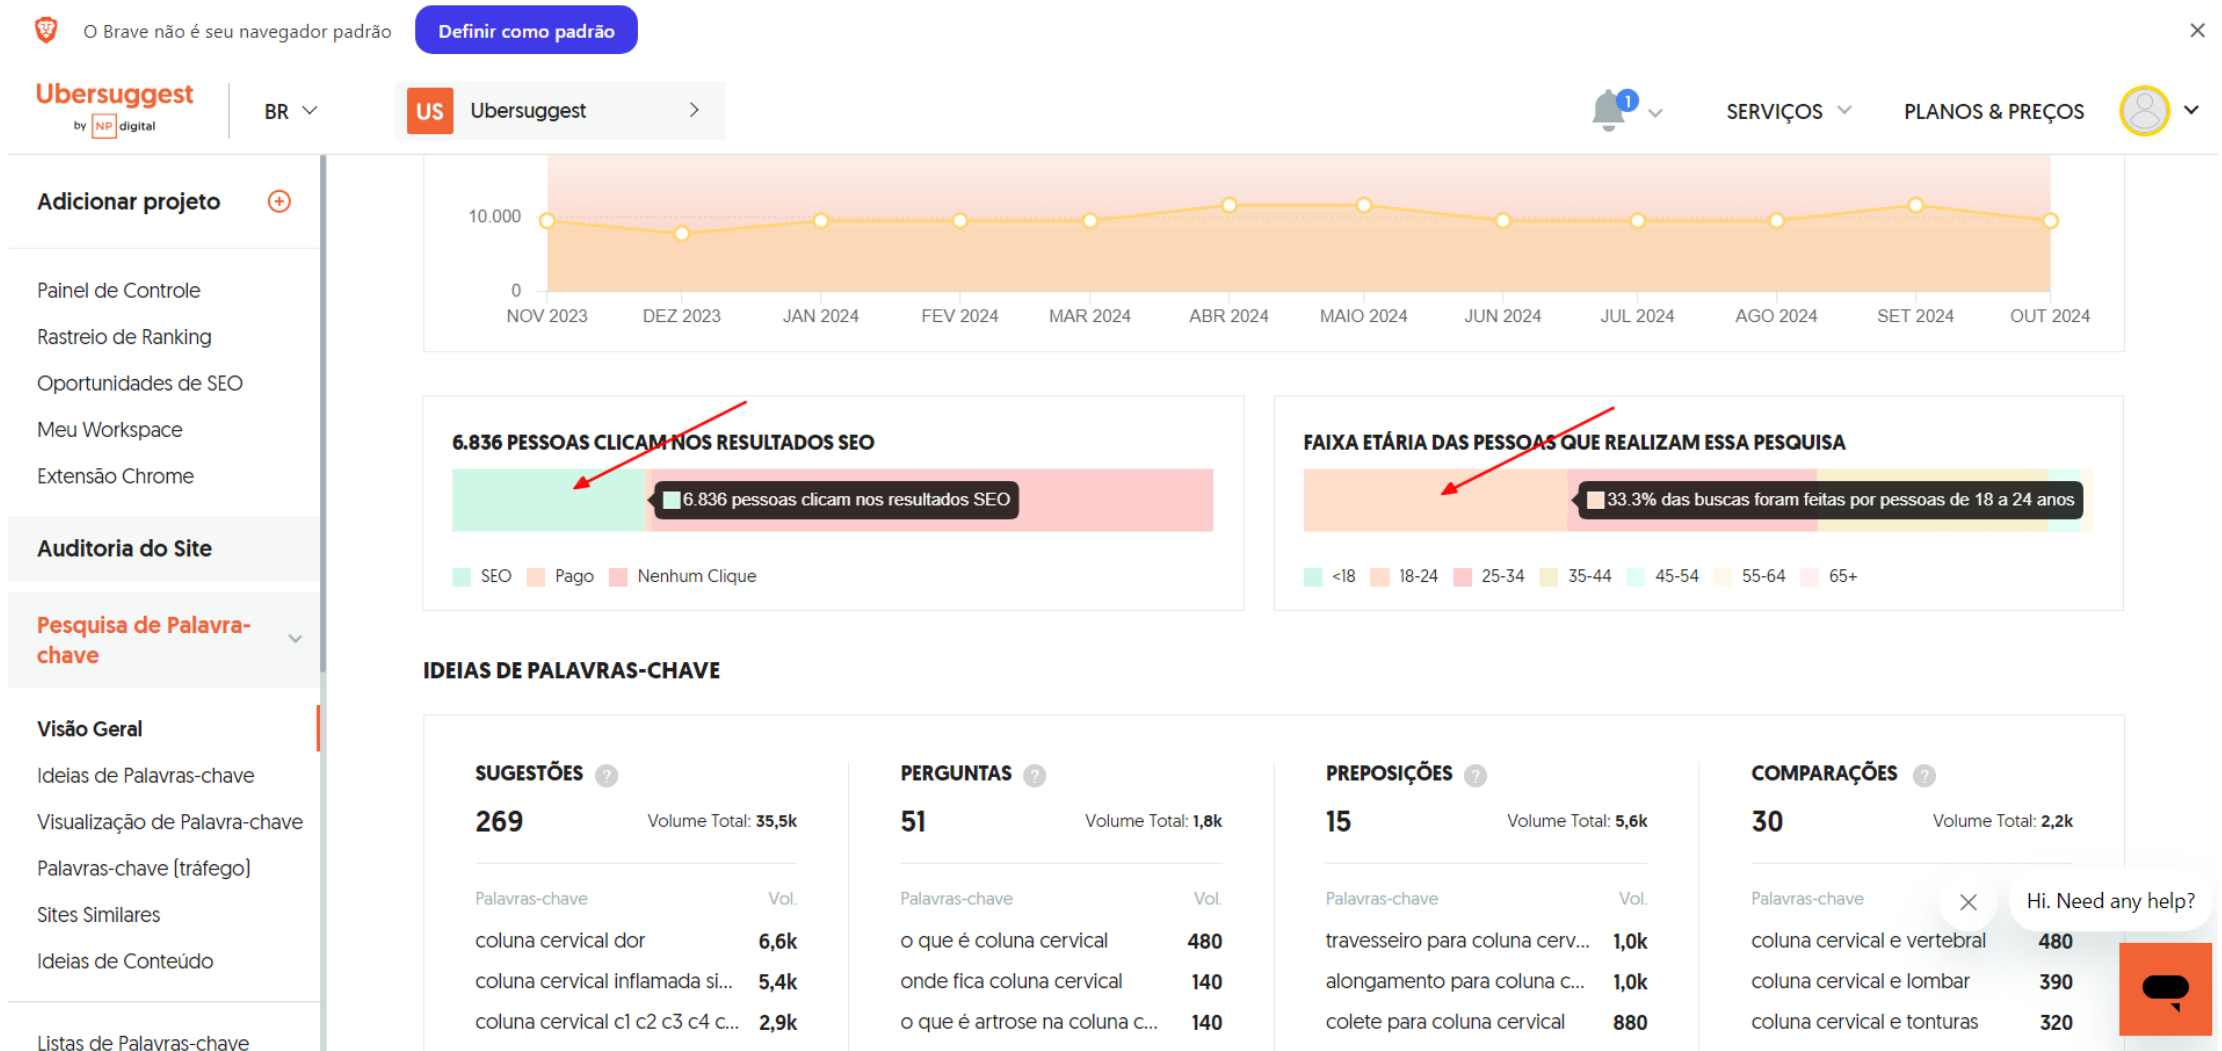 O Brave não é seu navegador padrão
Definir como padrão
Ubersuggest
by NP digital
BR
US
Ubersuggest
1
SERVIÇOS
PLANOS & PREÇOS
Adicionar projeto
Painel de Controle
Rastreio de Ranking
Oportunidades de SEO
Meu Workspace
Extensão Chrome
Auditoria do Site
Pesquisa de Palavra-
chave
Visão Geral
Ideias de Palavras-chave
Visualização de Palavra-chave
Palavras-chave (tráfego)
Sites Similares
Ideias de Conteúdo
Listas de Palavras-chave
10.000
0
NOV 2023 DEZ 2023 JAN 2024 FEV 2024 MAR 2024 ABR 2024 MAIO 2024 JUN 2024 JUL 2024 AGO 2024 SET 2024 OUT 2024
6.836 PESSOAS CLICAM NOS RESULTADOS SEO
6.836 pessoas clicam nos resultados SEO
SEO Pago Nenhum Clique
FAIXA ETÁRIA DAS PESSOAS QUE REALIZAM ESSA PESQUISA
33.3% das buscas foram feitas por pessoas de 18 a 24 anos
<18 18-24 25-34 35-44 45-54 55-64 65+
IDEIAS DE PALAVRAS-CHAVE
SUGESTÕES ?
269 Volume Total: 35,5k
Palavras-chave Vol.
coluna cervical dor 6,6k
coluna cervical inflamada si... 5,4k
coluna cervical c1 c2 c3 c4 c... 2,9k
PERGUNTAS ?
51 Volume Total: 1,8k
Palavras-chave Vol.
o que é coluna cervical 480
onde fica coluna cervical 140
o que é artrose na coluna c... 140
PREPOSIÇÕES ?
15 Volume Total: 5,6k
Palavras-chave Vol.
travesseiro para coluna cerv... 1,0k
alongamento para coluna c... 1,0k
colete para coluna cervical 880
COMPARAÇÕES ?
30 Volume Total: 2,2k
Palavras-chave
coluna cervical e vertebral 480
coluna cervical e lombar 390
coluna cervical e tonturas 320
Hi. Need any help?